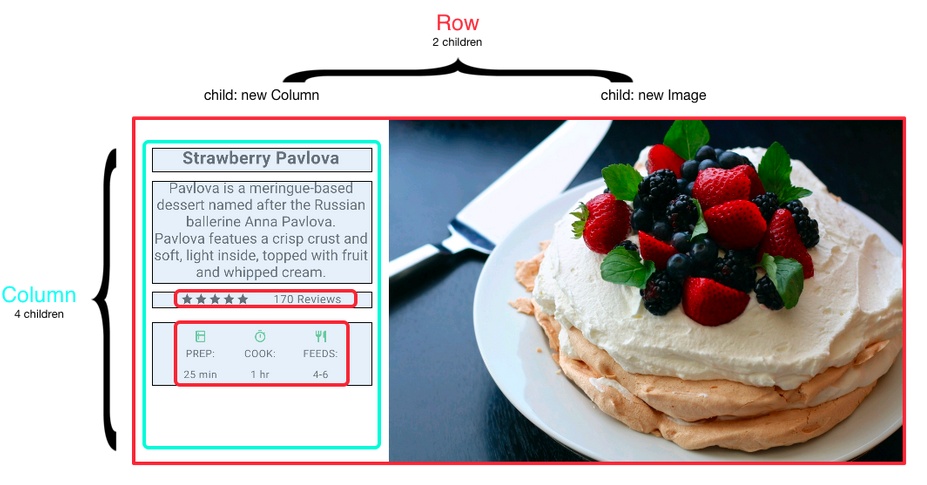 Row
2 children
child: new Column
child: new Image
Column
4 children
Strawberry Pavlova
Pavlova is a meringue-based
dessert named after the Russian
ballerine Anna Pavlova.
Pavlova featues a crisp crust and
soft, light inside, topped with fruit
and whipped cream.
170 Reviews
PREP:
COOK:
FEEDS:
25 min
1 hr
4-6